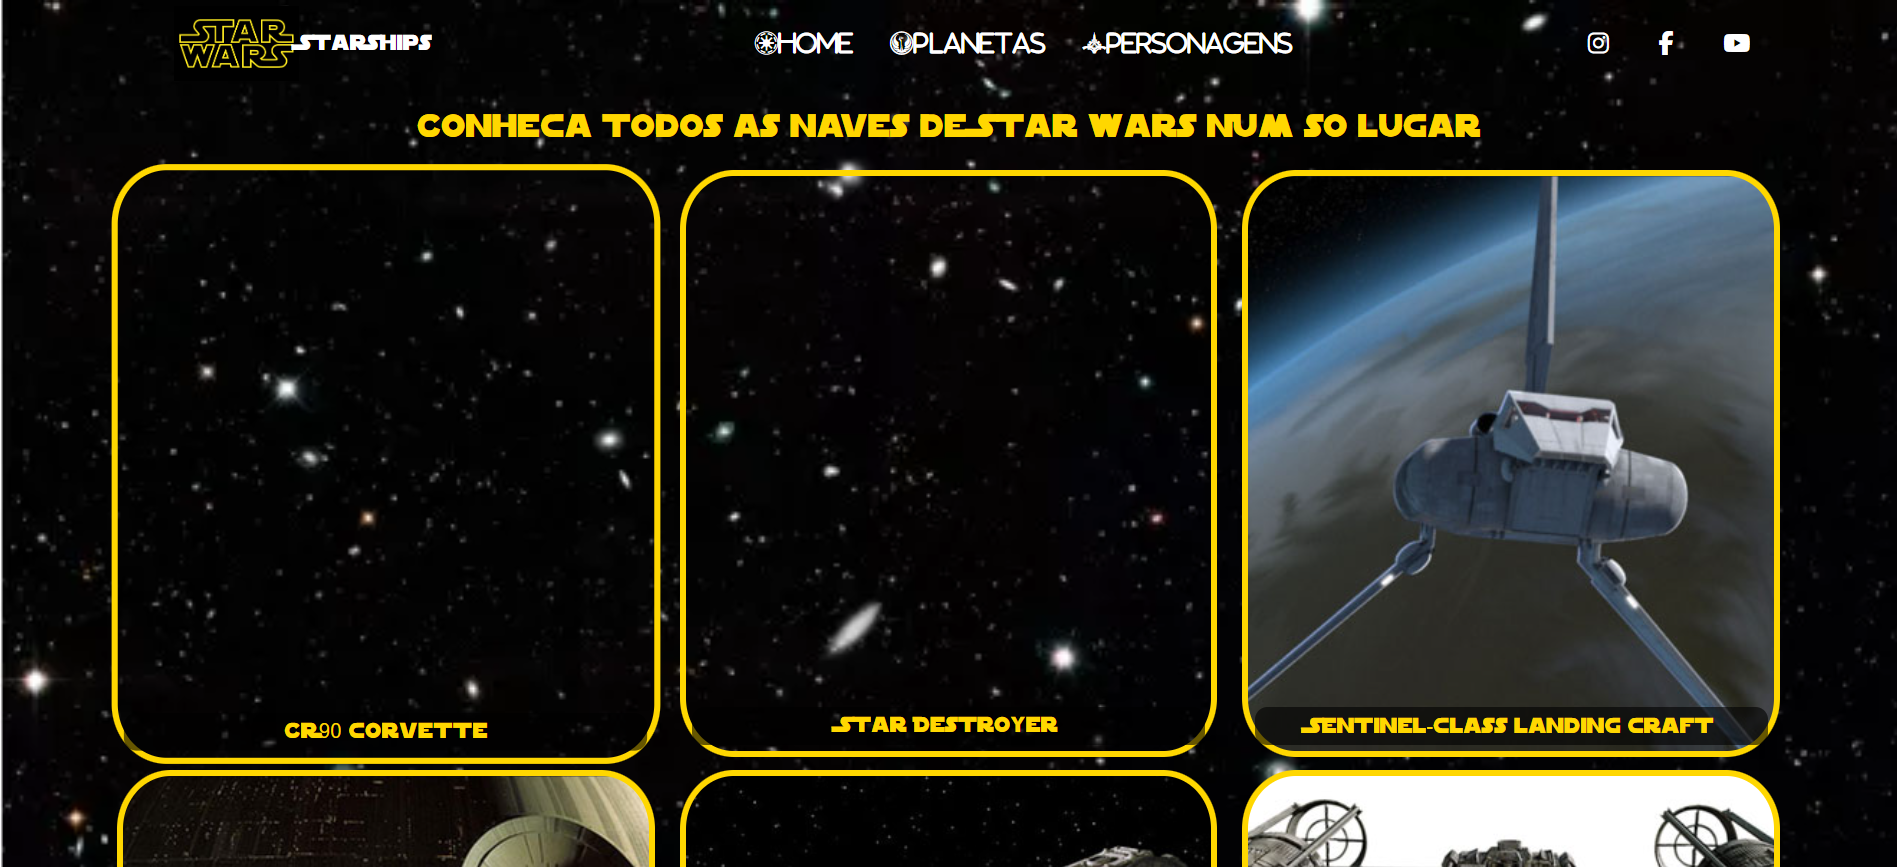 STAR WARS STARSHIPS HOME PLANETAS PERSONAGENS
CONHECA TODOS AS NAVES DE STAR WARS NUM SO LUGAR
CR90 CORVETTE
STAR DESTROYER
SENTINEL-CLASS LANDING CRAFT